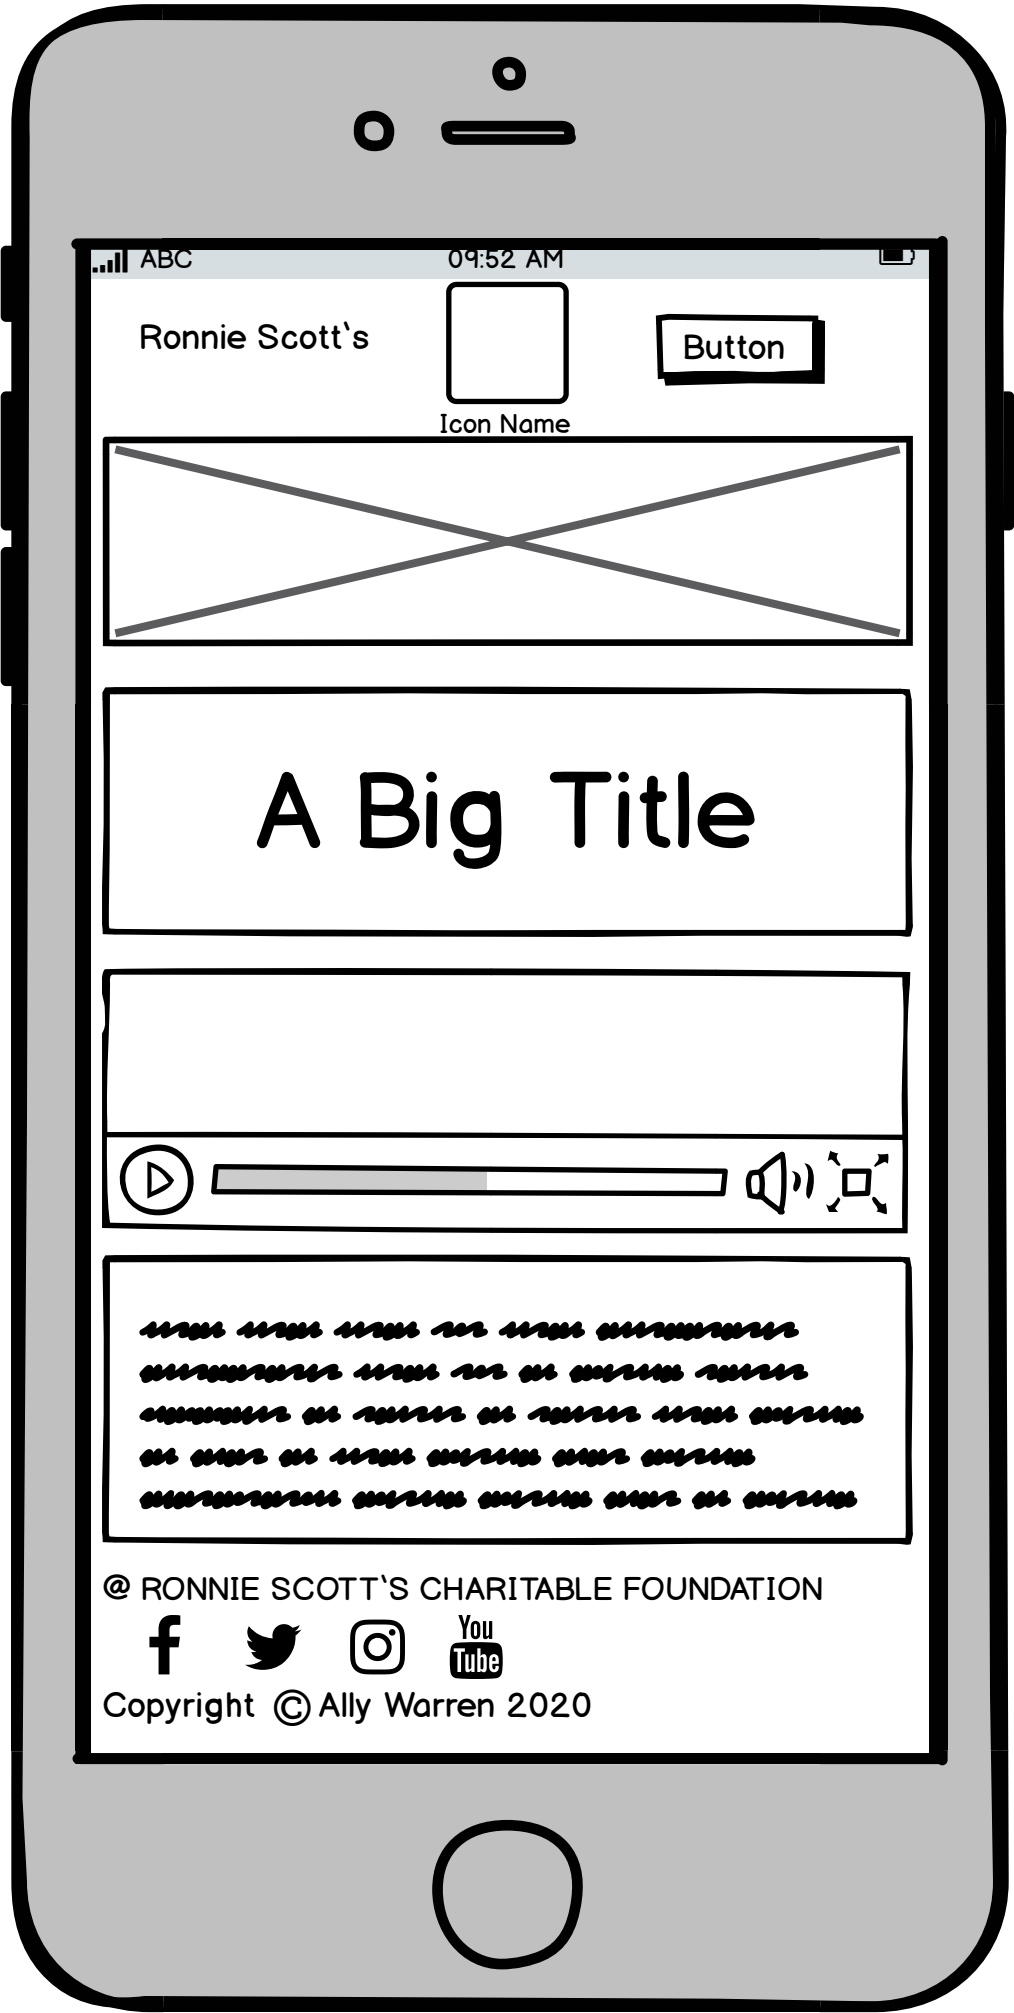 ABC 09:52 AM
Ronnie Scott`s
Button
Icon Name
A Big Title
@ RONNIE SCOTT`S CHARITABLE FOUNDATION
You
Tube
Copyright © Ally Warren 2020